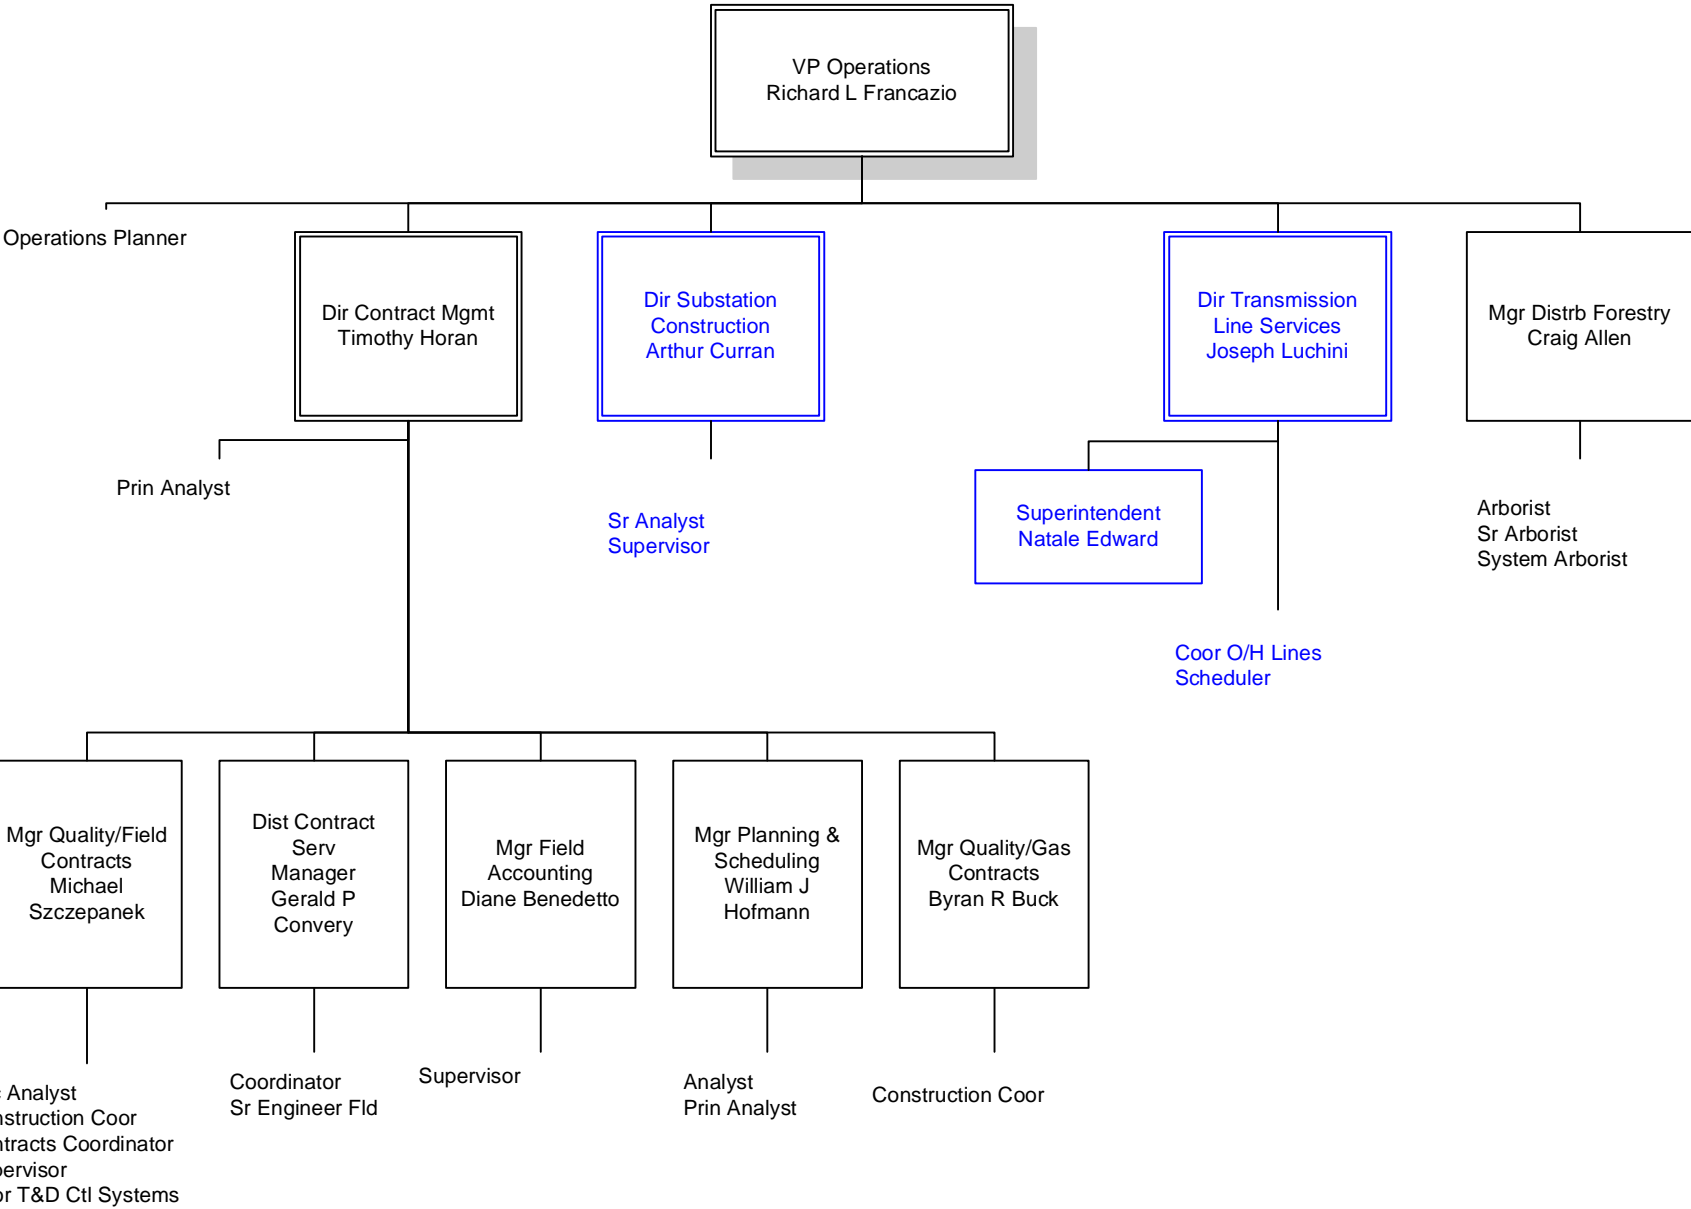 VP Operations
Richard L Francazio
Operations Planner
Dir Contract Mgmt
Timothy Horan
Dir Substation
Construction
Arthur Curran
Dir Transmission
Line Services
Joseph Luchini
Mgr Distrb Forestry
Craig Allen
Prin Analyst
Sr Analyst
Supervisor
Superintendent
Natale Edward
Arborist
Sr Arborist
System Arborist
Coor O/H Lines
Scheduler
Mgr Quality/Field
Contracts
Michael
Szczepanek
Dist Contract
Serv
Manager
Gerald P
Convery
Mgr Field
Accounting
Diane Benedetto
Mgr Planning &
Scheduling
William J
Hofmann
Mgr Quality/Gas
Contracts
Byran R Buck
Analyst
Coor
Coordinator
T&D Ctl Systems
Coordinator
Sr Engineer Fld
Supervisor
Analyst
Prin Analyst
Construction Coor